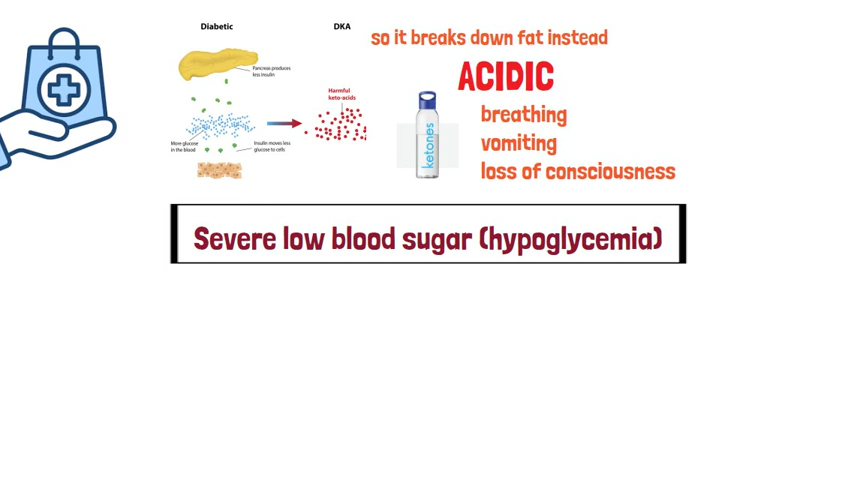 Diabetic
DKA
so it breaks down fat instead
ACIDIC
Pancreas produces
less insulin
Harmful
keto-acids
More glucose
in the blood
Insulin moves less
glucose to cells
ketones
breathing
vomiting
loss of consciousness
Severe low blood sugar (hypoglycemia)